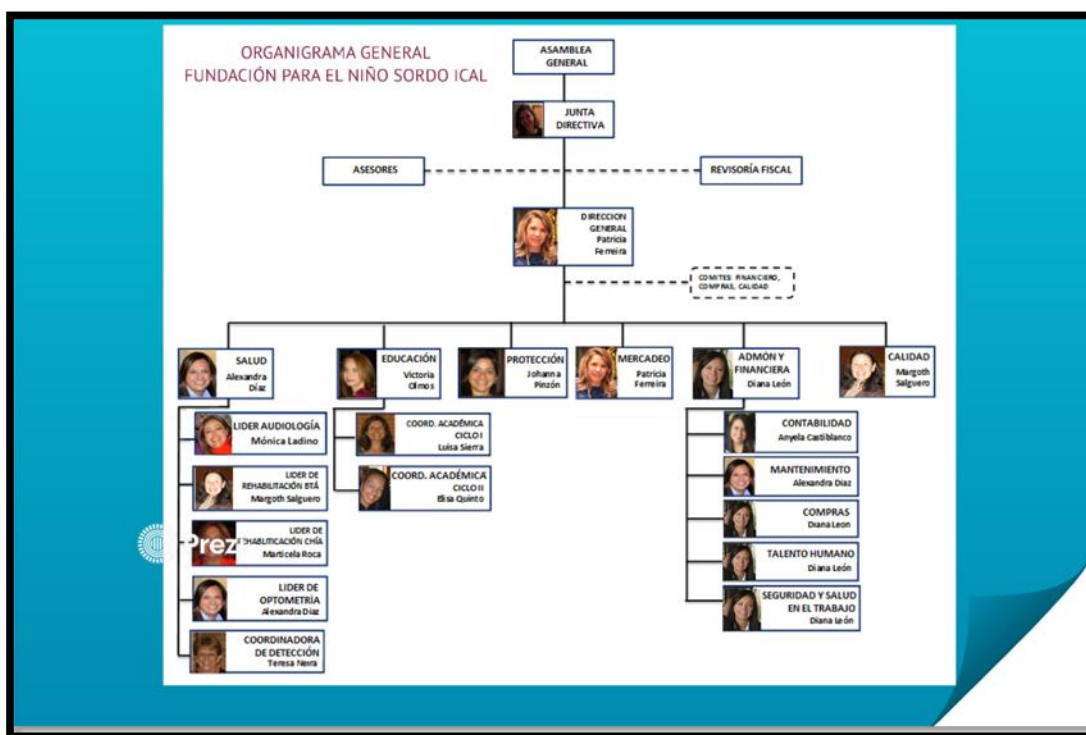 ORGANIGRAMA GENERAL
FUNDACIÓN PARA EL NIÑO SORDO ICAL
ASAMBLEA
GENERAL
JUNTA
DIRECTIVA
ASESORES
REVISORÍA FISCAL
DIRECCION
GENERAL
Patricia
Ferreira
COMITES: FINANCIERO,
COMPRAS, CALIDAD
SALUD
Alexandra
Díaz
EDUCACIÓN
Victoria
Olmos
PROTECCIÓN
Johanna
Pinzón
MERCADEO
Patricia
Ferreira
ADMÓN Y
FINANCIERA
Diana León
CALIDAD
Margoth
Salguero
LIDER AUDIOLOGÍA
Mónica Ladino
LIDER DE
REHABILITACIÓN BTÁ
Margoth Salguero
LIDER DE
REHABLITICACIÓN CHÍA
Marticela Roca
LIDER DE
OPTOMETRÍA
Alexandra Diaz
COORDINADORA
DE DETECCIÓN
Teresa Neira
COORD. ACADÉMICA
CICLO I
Luisa Sierra
COORD. ACADÉMICA
CICLO II
Elisa Quinto
CONTABILIDAD
Anyela Castiblanco
MANTENIMIENTO
Alexandra Diaz
COMPRAS
Diana Leon
TALENTO HUMANO
Diana León
SEGURIDAD Y SALUD
EN EL TRABAJO
Diana León
Prez